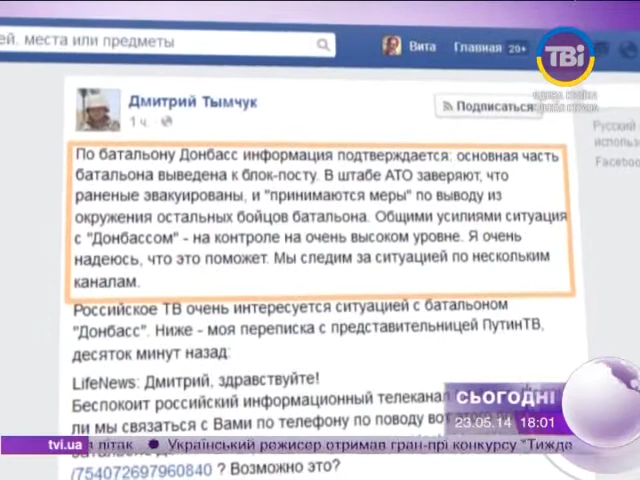 ей, места или предметы
Вита Главная 20+
ТВі
Дмитрий Тымчук
1 ч.
Подписаться
По батальону Донбасс информация подтверждается: основная часть
батальона выведена к блок-посту. В штабе АТО заверяют, что
раненые эвакуированы, и "принимаются меры" по выводу из
окружения остальных бойцов батальона. Общими усилиями ситуация
с "Донбассом" - на контроле на очень высоком уровне. Я очень
надеюсь, что это поможет. Мы следим за ситуацией по нескольким
каналам.
Русский
использо
Facebool
Российское ТВ очень интересуется ситуацией с батальоном
"Донбасс". Ниже - моя переписка с представительницей ПутинТВ,
десяток минут назад:
LifeNews: Дмитрий, здравствуйте!
Беспокоит российский информационный телеканал
ли мы связаться с Вами по телефону по поводу вот
СЬОГОДНІ
23.05.14 18:01
tvi.ua літак ● Український режисер отримав гран-прі конкурсу "Тижде
/754072697960840 ? Возможно это?